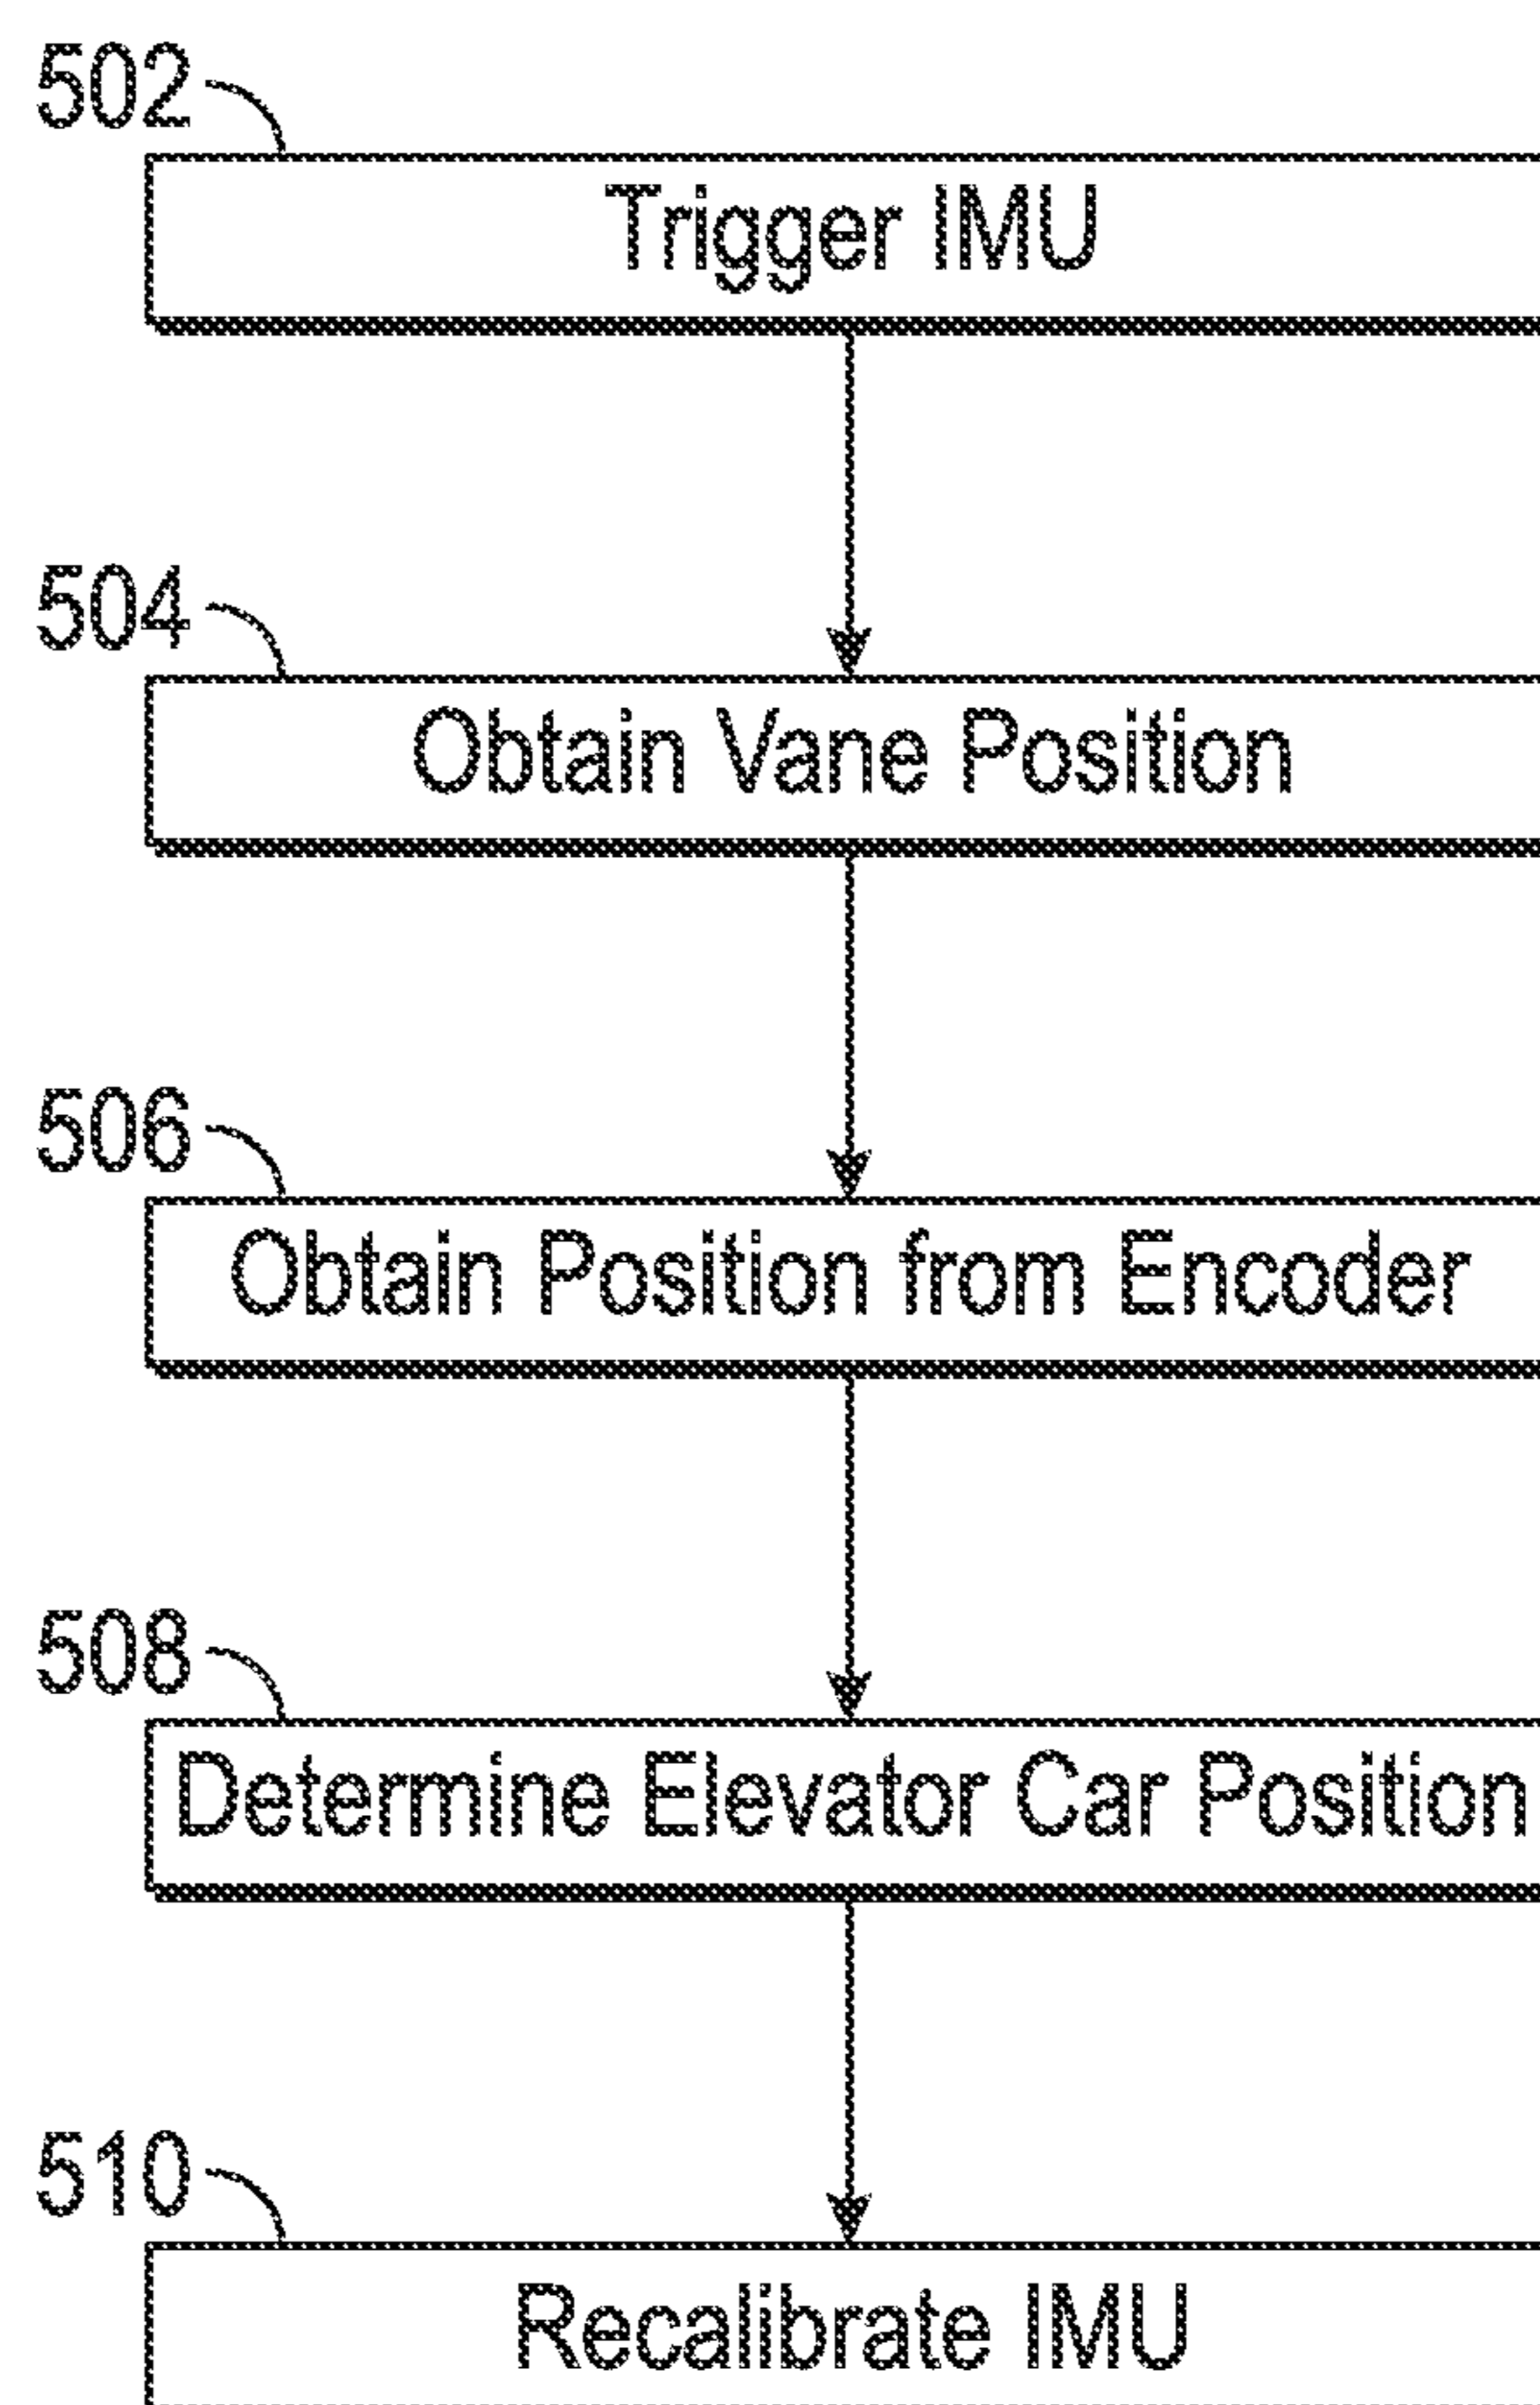 502
Trigger IMU
504
Obtain Vane Position
506
Obtain Position from Encoder
508
Determine Elevator Car Position
510
Recalibrate IMU